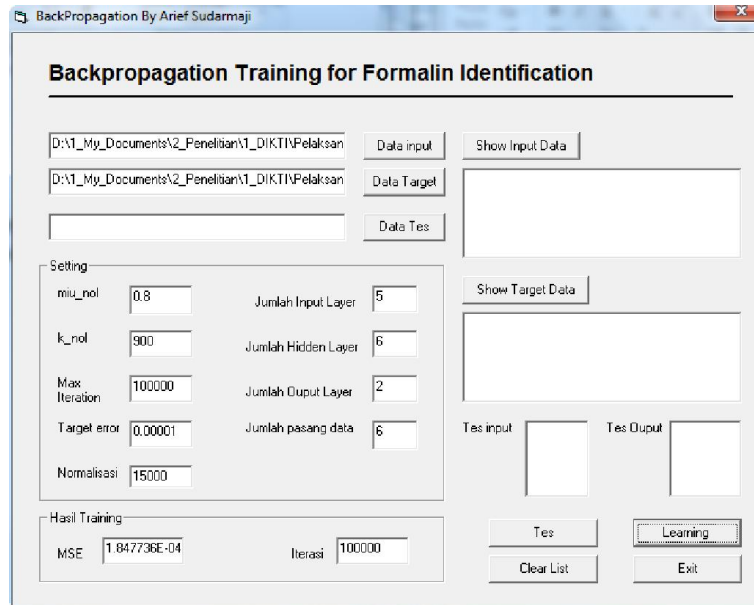 BackPropagation By Arief Sudarmaji
Backpropagation Training for Formalin Identification
D:\1_My_Documents\2_Penelitian\1_DIKTI\Pelaksan
Data input
Show Input Data
D:\1_My_Documents\2_Penelitian\1_DIKTI\Pelaksan
Data Target
Data Tes
Setting
miu_nol
0.8
Jumlah Input Layer
5
Show Target Data
k_nol
900
Jumlah Hidden Layer
6
Max
Iteration
100000
Jumlah Ouput Layer
2
Target error
0.00001
Jumlah pasang data
6
Tes input
Tes Ouput
Normalisasi
15000
Hasil Training
MSE
1.847736E-04
Iterasi
100000
Tes
Learning
Clear List
Exit